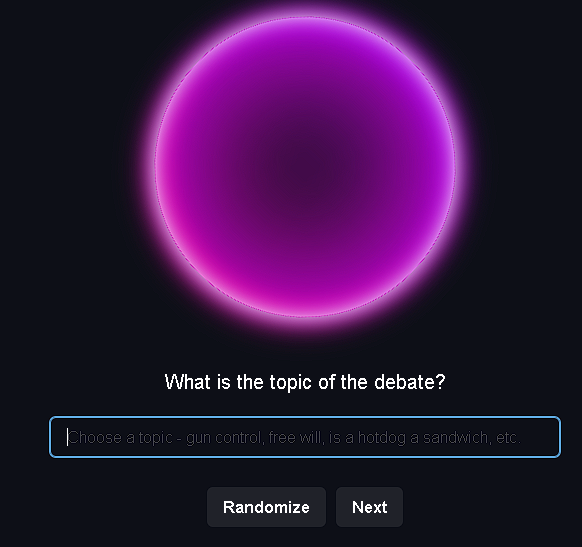 What is the topic of the debate?
Choose a topic - gun control, free will, is a hotdog a sandwich, etc.
Randomize
Next